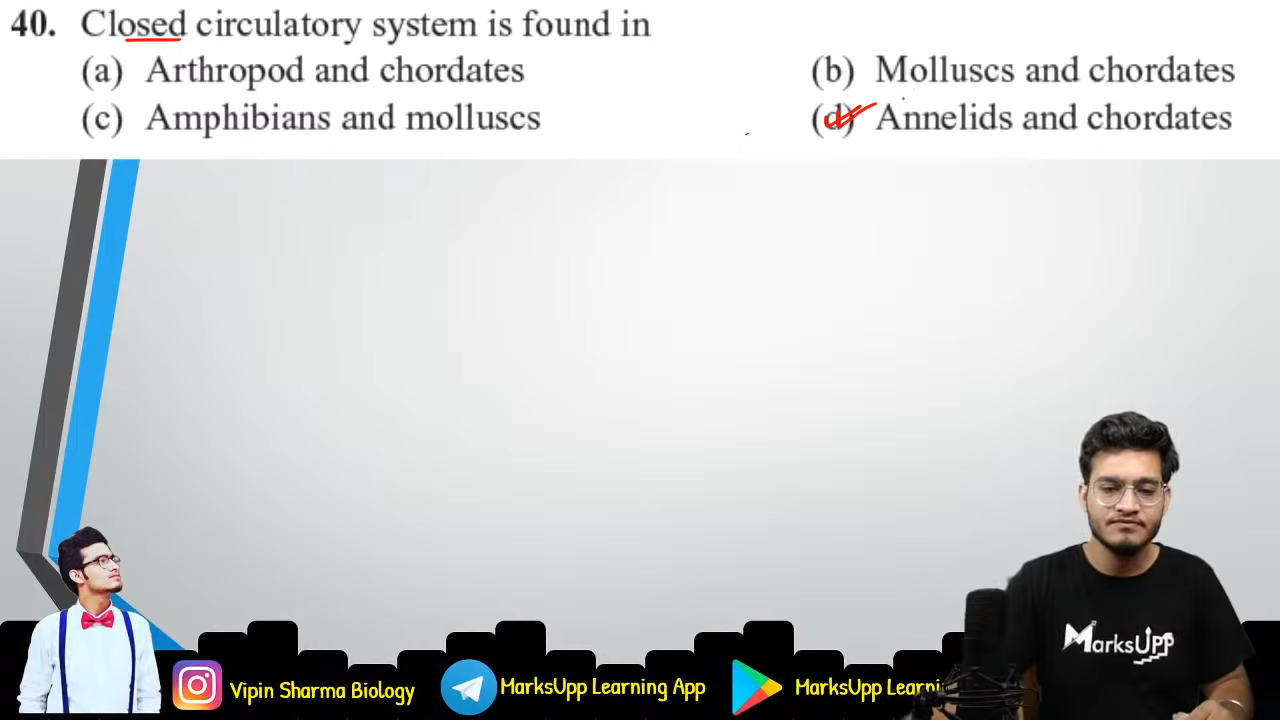 40. Closed circulatory system is found in
(a) Arthropod and chordates (b) Molluscs and chordates
(c) Amphibians and molluscs (d) Annelids and chordates
MarksUPP
Vipin Sharma Biology MarksUpp Learning App MarksUpp